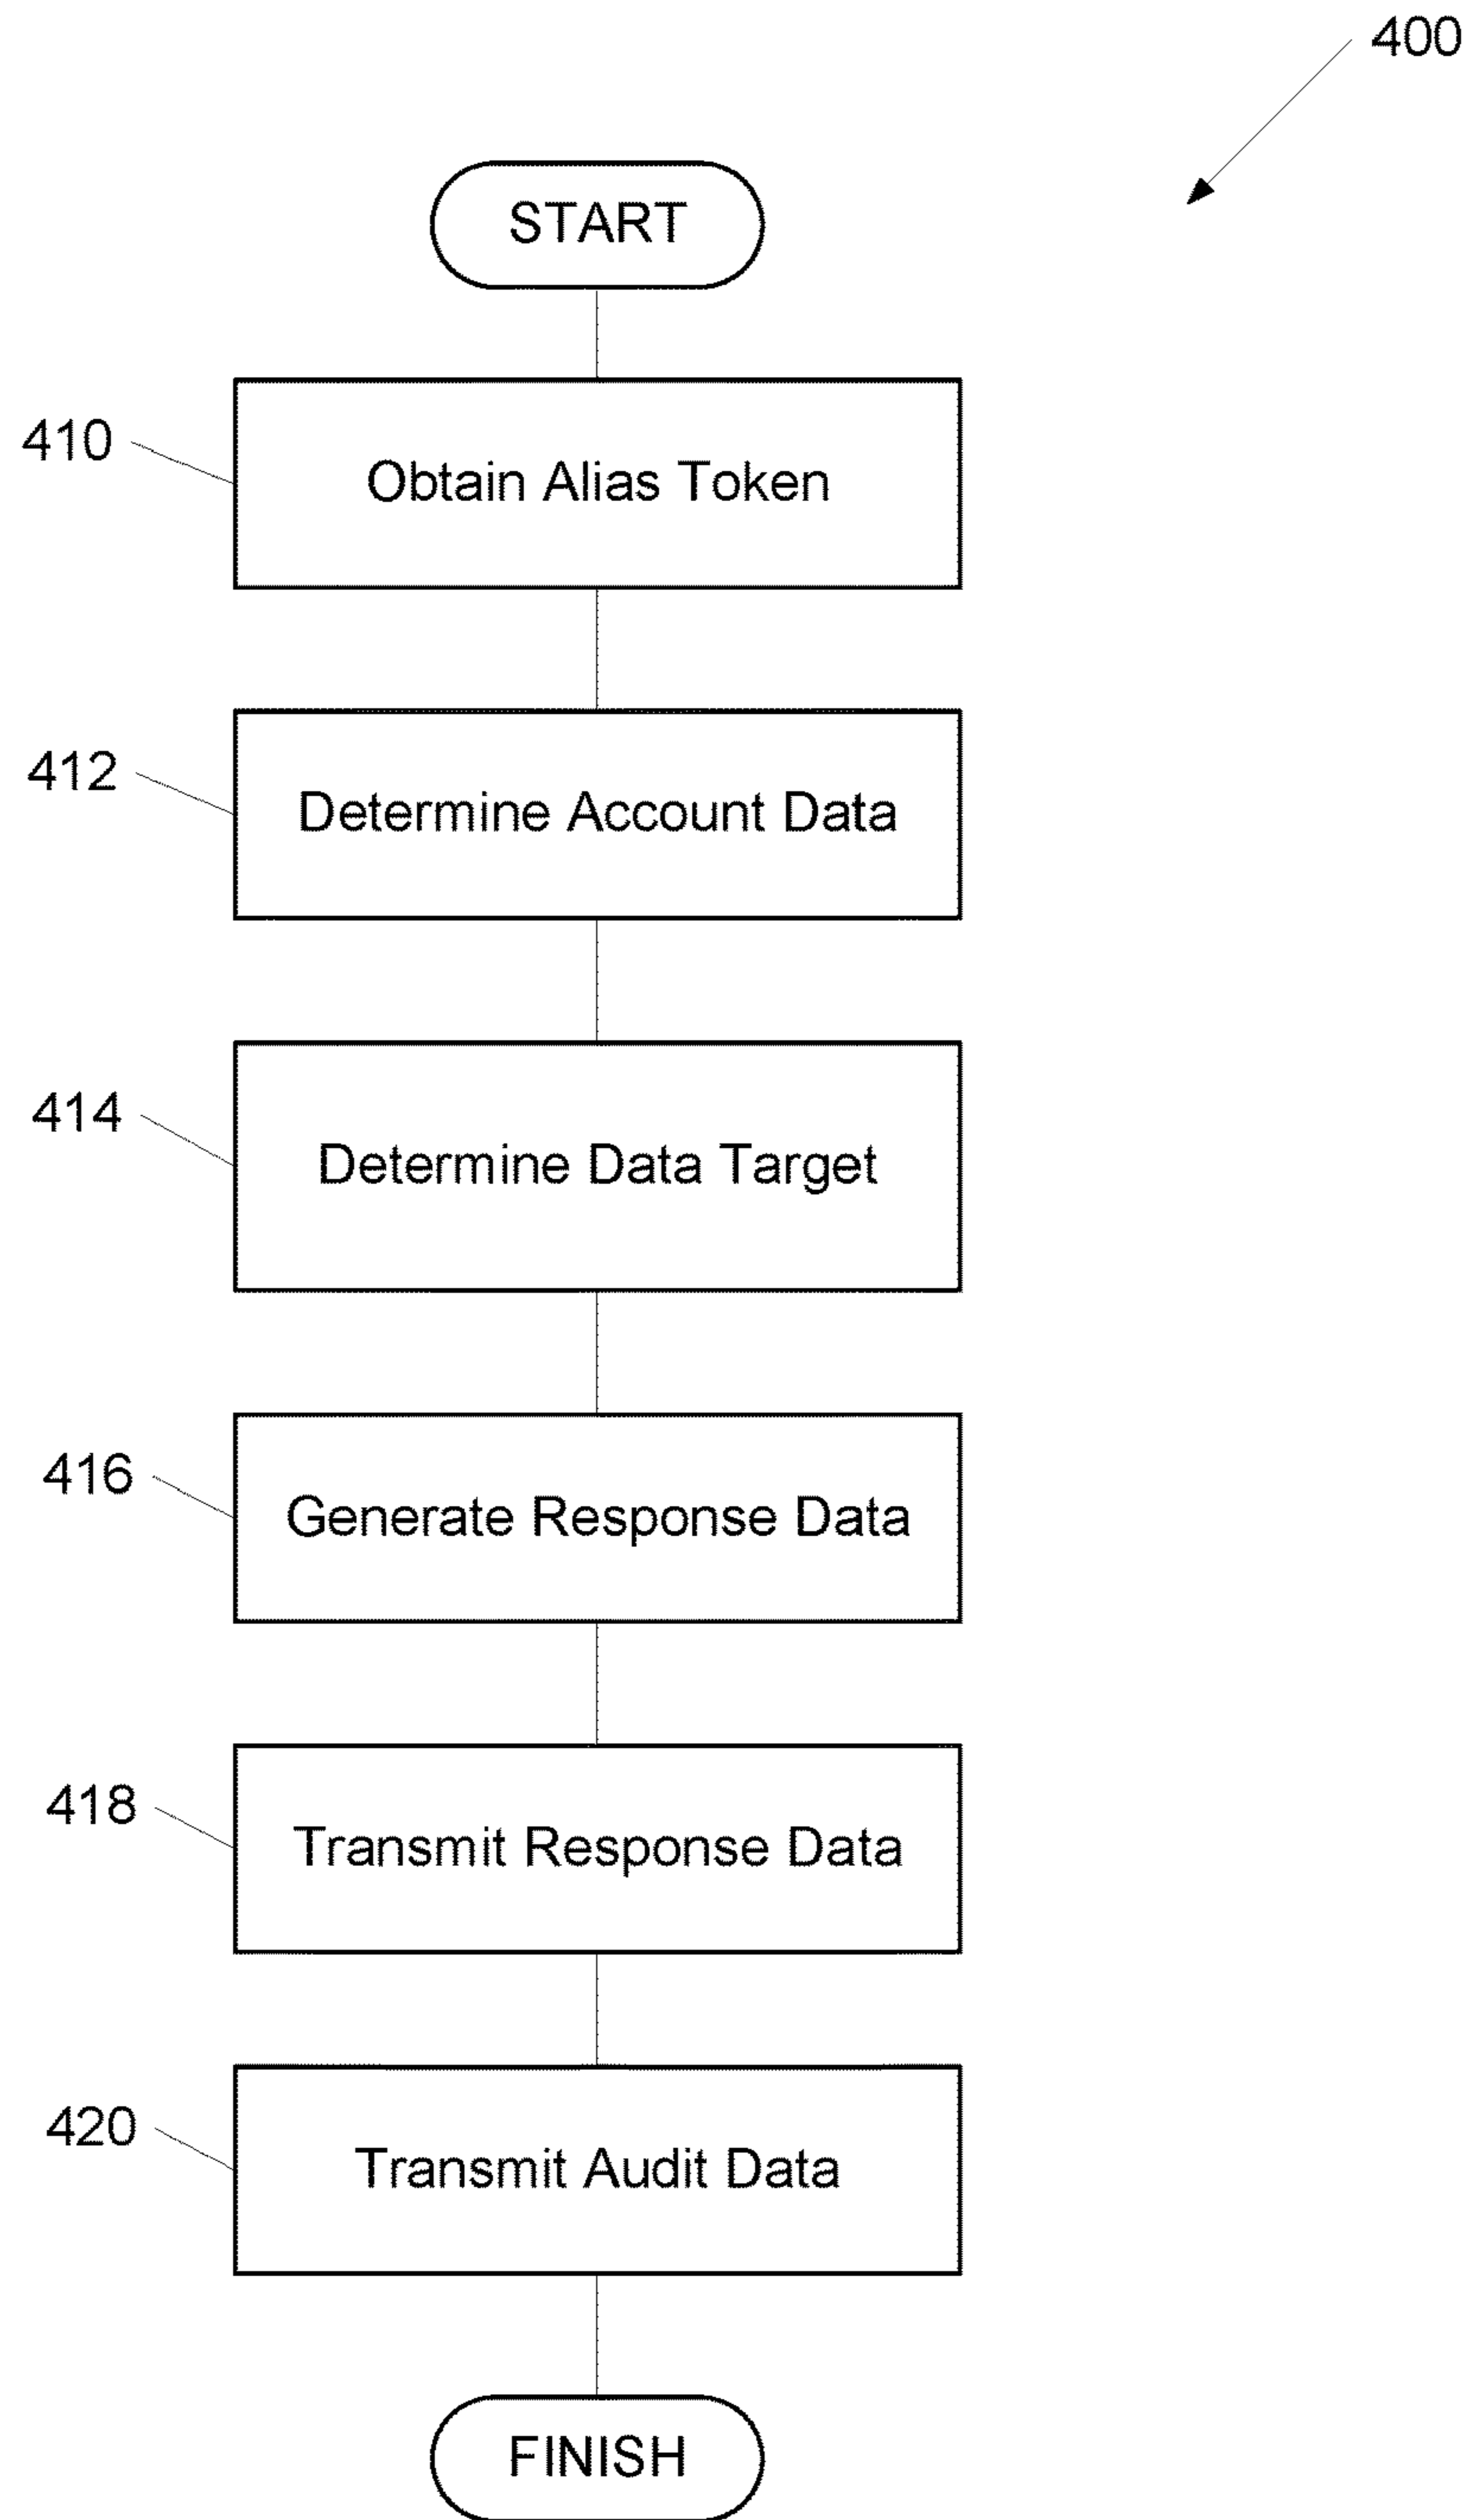 400
START
410
Obtain Alias Token
412
Determine Account Data
414
Determine Data Target
416
Generate Response Data
418
Transmit Response Data
420
Transmit Audit Data
FINISH